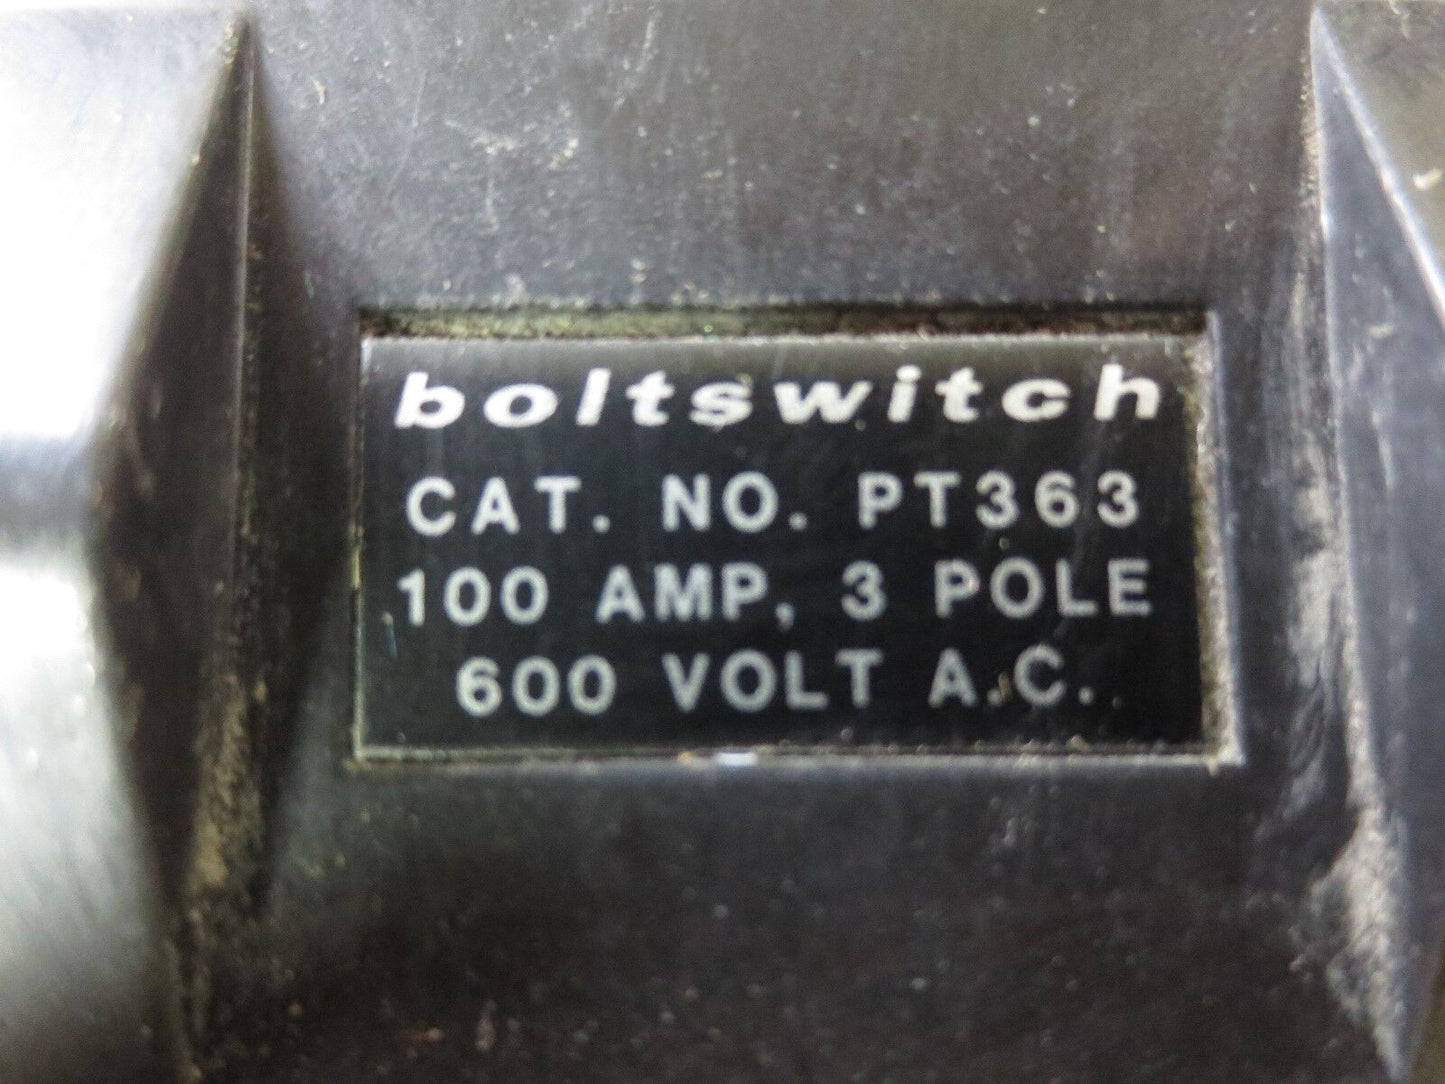 boltswitch
CAT. NO. PT363
100 AMP, 3 POLE
600 VOLT A.C.